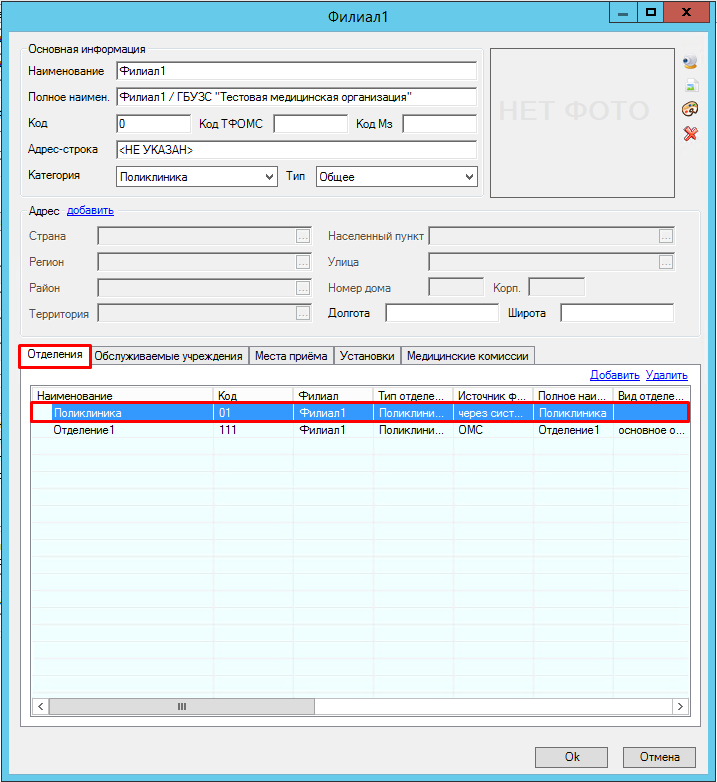 Филиал1
Основная информация
Наименование Филиал1
Полное наимен. Филиал1 / ГБУЗС "Тестовая медицинская организация"
Код 0 Код ТФОМС Код Мз
Адрес-строка <НЕ УКАЗАН>
Категория Поликлиника Тип Общее
НЕТ ФОТО
Адрес добавить
Страна ... Населенный пункт ...
Регион ... Улица ...
Район ... Номер дома Корп.
Территория ... Долгота Широта
Отделения Обслуживаемые учреждения Места приёма Установки Медицинские комиссии
Добавить Удалить
Наименование Код Филиал Тип отделе... Источник ф... Полное наи... Вид отделе...
Поликлиника 01 Филиал1 Поликлини... через сист... Поликлиника
Отделение1 111 Филиал1 Поликлини... ОМС Отделение1 основное о...
Ok Отмена